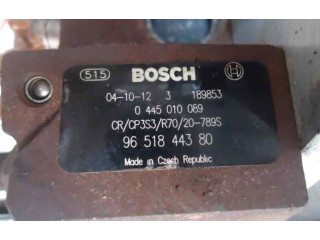 515 BOSCH
04-10-12 3 189853
0 445 010 089
CR/CP3S3/R70/20-789S
96 518 443 80
Made in Czech Republic